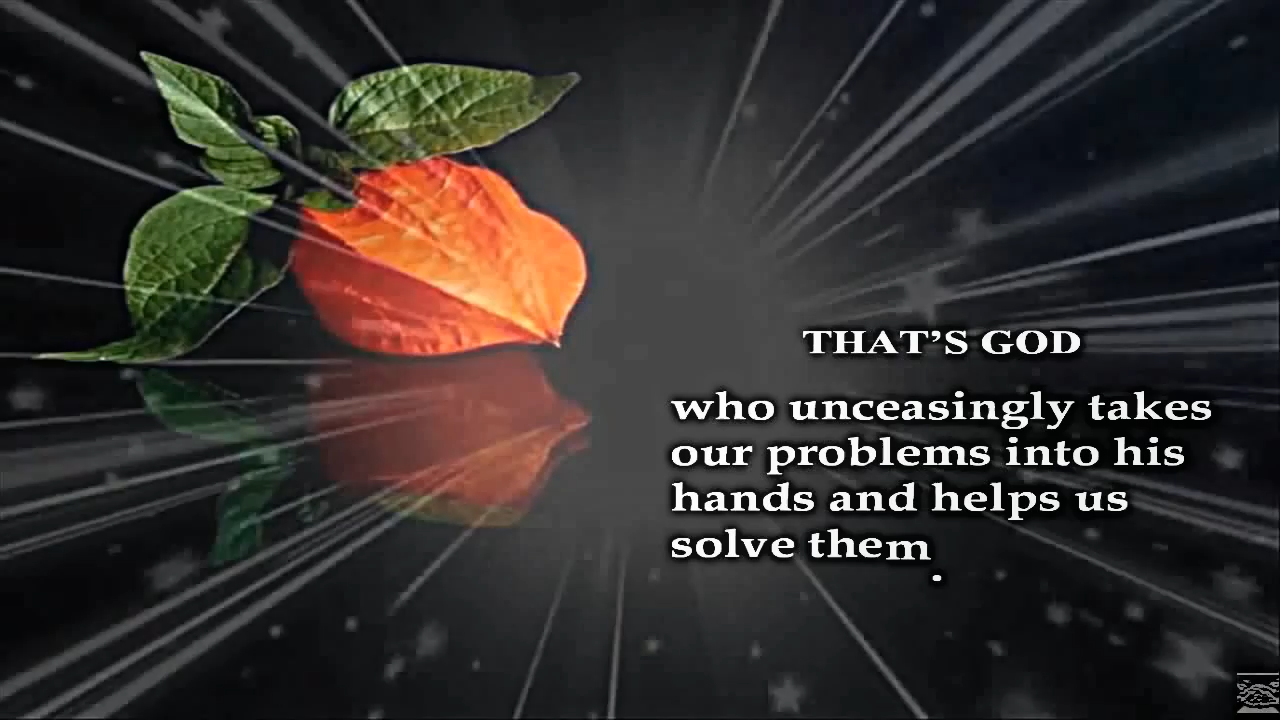 THAT’S GOD
who unceasingly takes
our problems into his
hands and helps us
solve them.